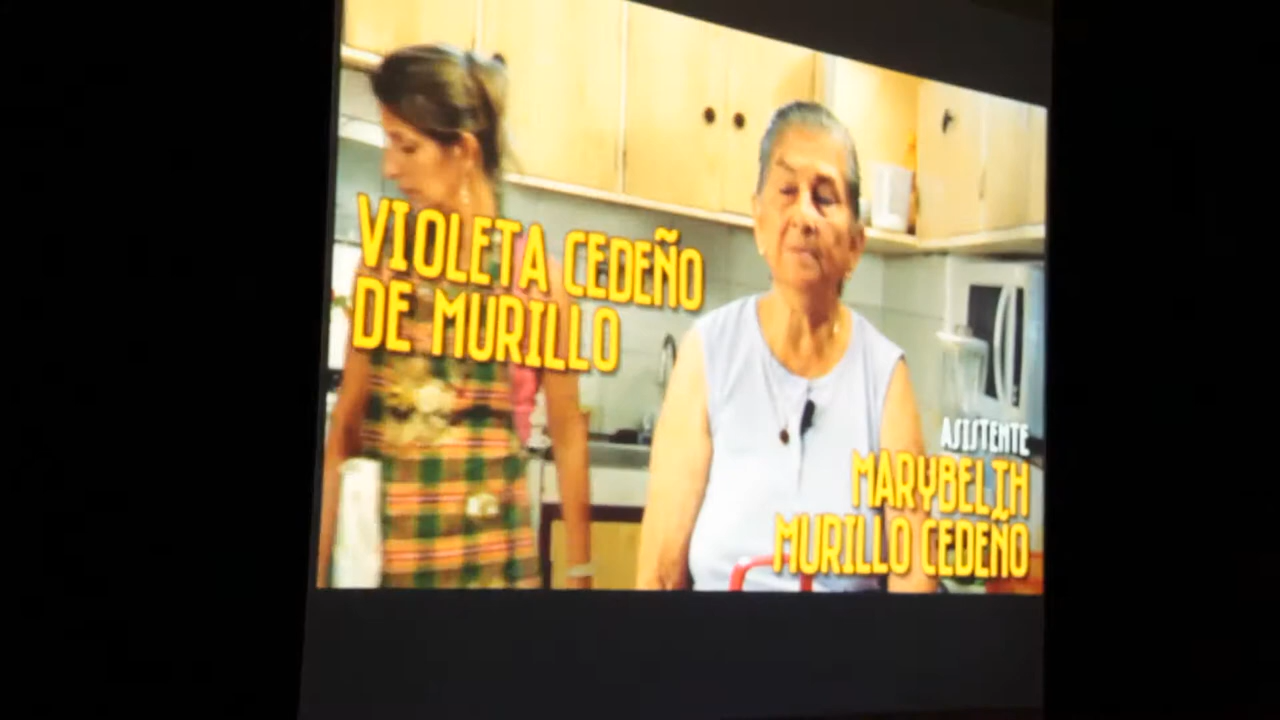 VIOLETA CEDEÑO
DE MURILLO
ASISTENTE
MARYBELTH
MURILLO CEDEÑO